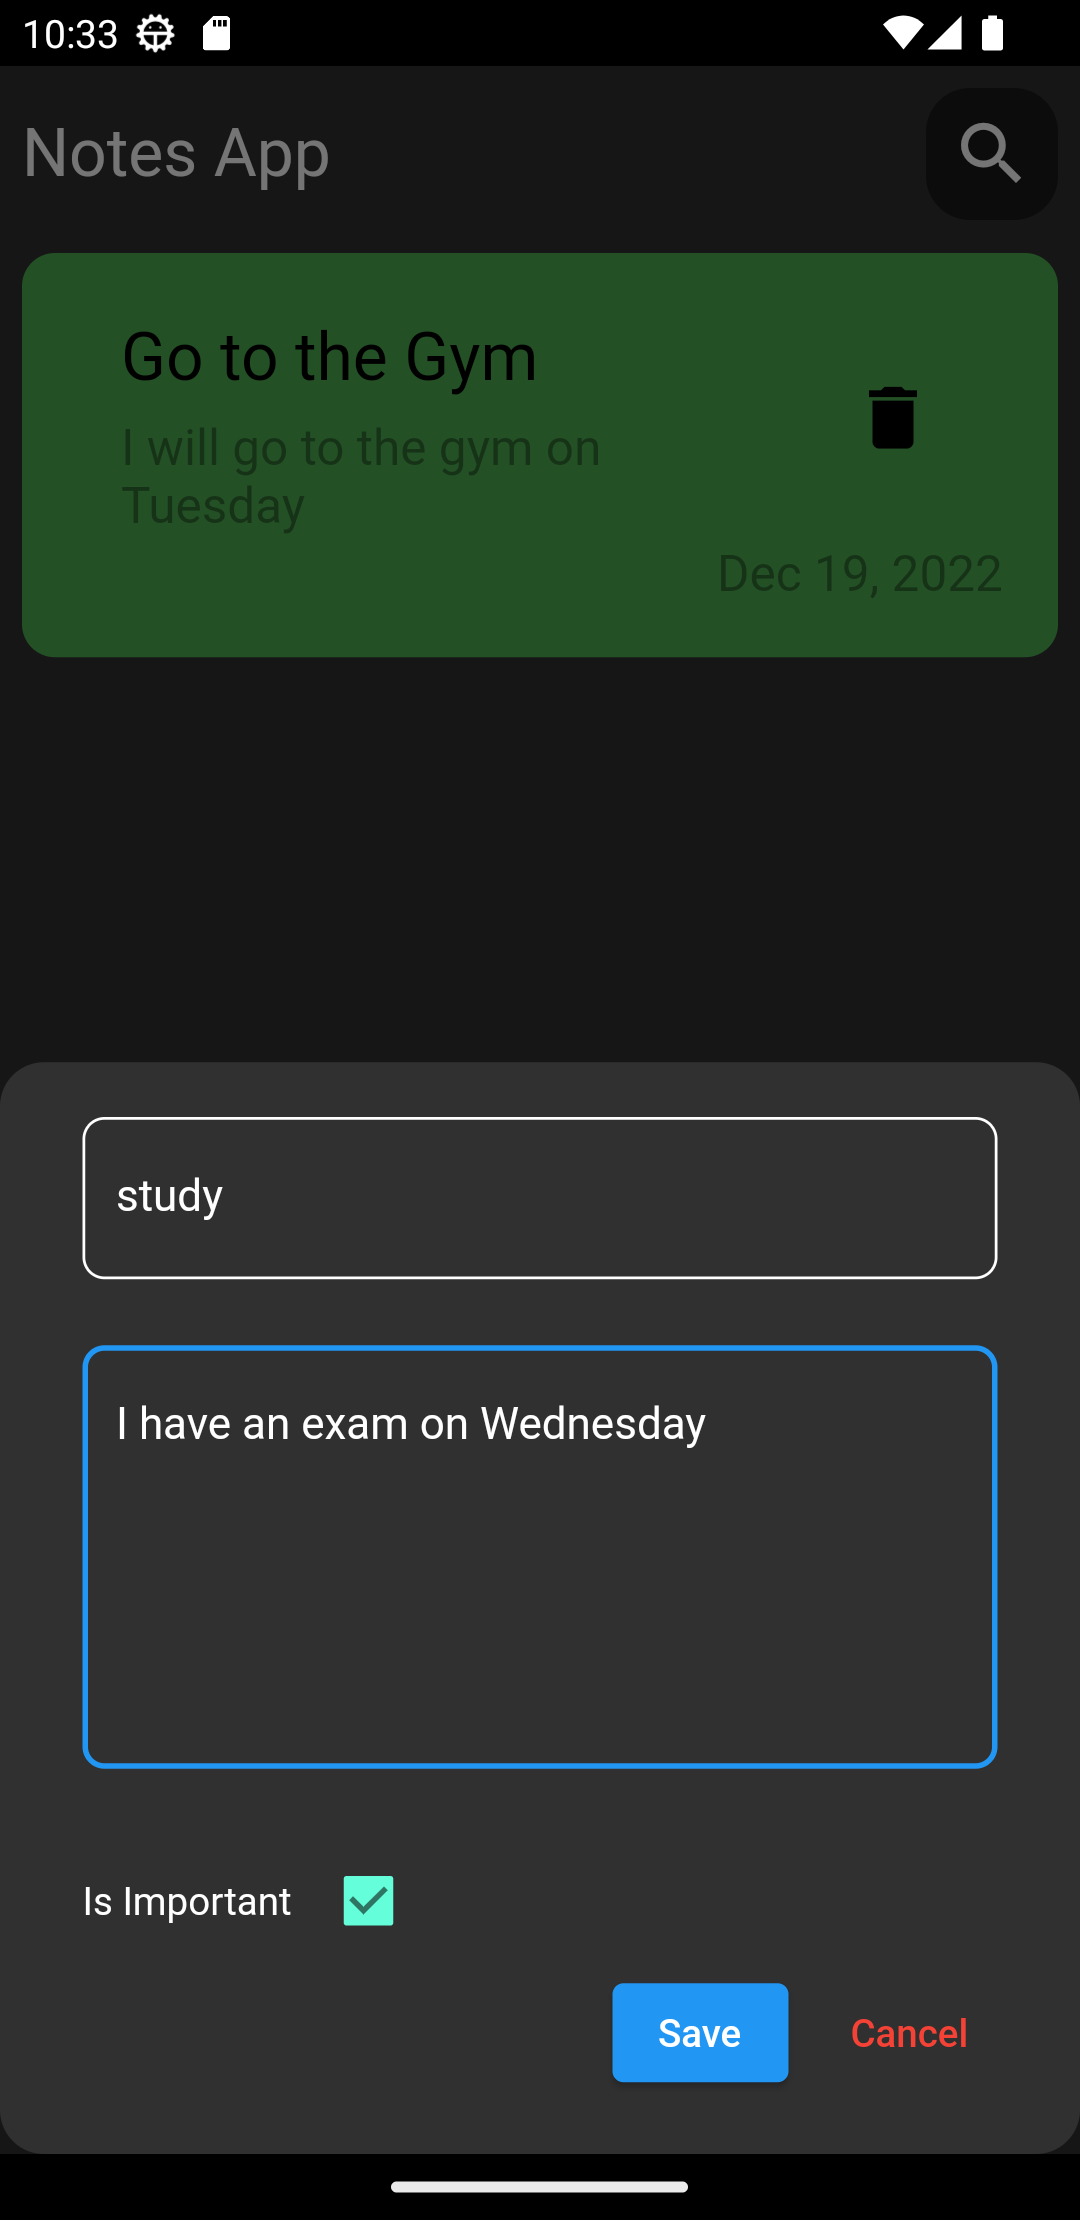 10:33
Notes App
Go to the Gym
I will go to the gym on
Tuesday
Dec 19, 2022
study
I have an exam on Wednesday
Is Important
Save Cancel